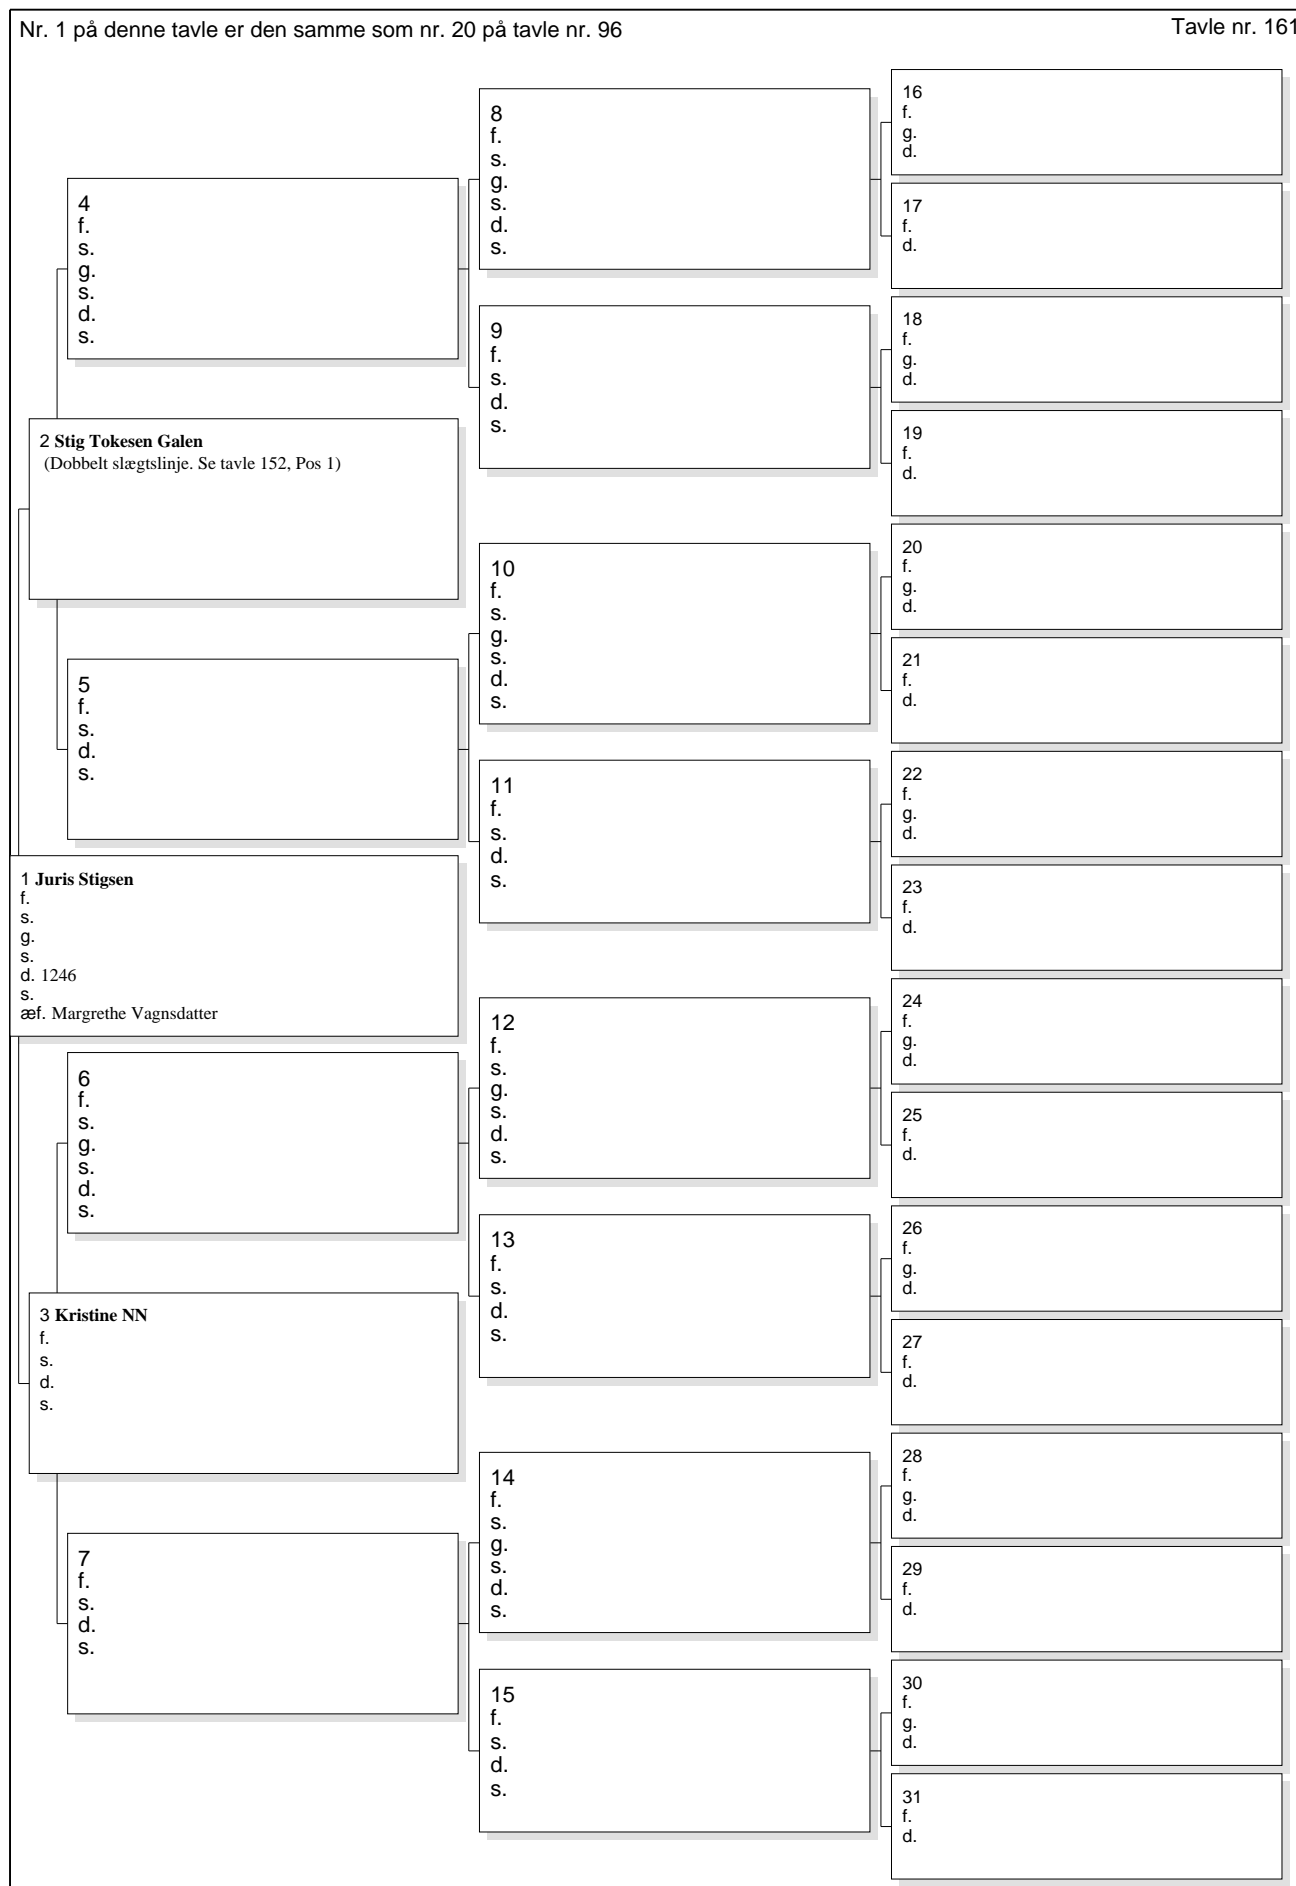 Nr. 1 på denne tavle er den samme som nr. 20 på tavle nr. 96
Tavle nr. 161
4
f.
s.
g.
s.
d.
s.
2 Stig Tokesen Galen
(Dobbelt slægtslinje. Se tavle 152, Pos 1)
5
f.
s.
d.
s.
1 Juris Stigsen
f.
s.
g.
s.
d. 1246
s.
æf. Margrethe Vagnsdatter
6
f.
s.
g.
s.
d.
s.
3 Kristine NN
f.
s.
d.
s.
7
f.
s.
d.
s.
8
f.
s.
g.
s.
d.
s.
9
f.
s.
d.
s.
10
f.
s.
g.
s.
d.
s.
11
f.
s.
d.
s.
12
f.
s.
g.
s.
d.
s.
13
f.
s.
d.
s.
14
f.
s.
g.
s.
d.
s.
15
f.
s.
d.
s.
16
f.
g.
d.
17
f.
d.
18
f.
g.
d.
19
f.
d.
20
f.
g.
d.
21
f.
d.
22
f.
g.
d.
23
f.
d.
24
f.
g.
d.
25
f.
d.
26
f.
g.
d.
27
f.
d.
28
f.
g.
d.
29
f.
d.
30
f.
g.
d.
31
f.
d.